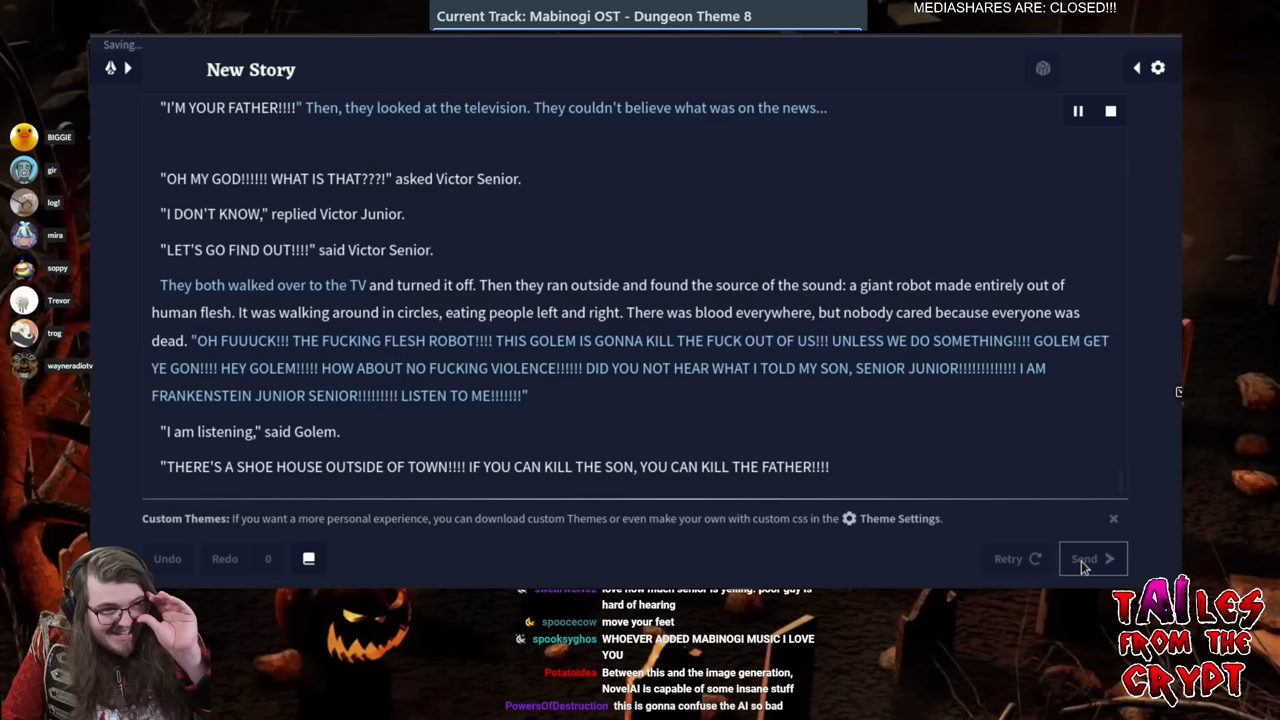 Current Track: Mabinogi OST - Dungeon Theme 8
MEDIASHARES ARE: CLOSED!!!
Saving...
New Story
"I'M YOUR FATHER!!!!" Then, they looked at the television. They couldn't believe what was on the news...
"OH MY GOD!!!!!! WHAT IS THAT???!" asked Victor Senior.
"I DON'T KNOW," replied Victor Junior.
"LET'S GO FIND OUT!!!!" said Victor Senior.
They both walked over to the TV and turned it off. Then they ran outside and found the source of the sound: a giant robot made entirely out of
human flesh. It was walking around in circles, eating people left and right. There was blood everywhere, but nobody cared because everyone was
dead. "OH FUUUCK!!! THE FUCKING FLESH ROBOT!!!! THIS GOLEM IS GONNA KILL THE FUCK OUT OF US!!! UNLESS WE DO SOMETHING!!!! GOLEM GET
YE GON!!!! HEY GOLEM!!!!! HOW ABOUT NO FUCKING VIOLENCE!!!!!! DID YOU NOT HEAR WHAT I TOLD MY SON, SENIOR JUNIOR!!!!!!!!!!!!! I AM
FRANKENSTEIN JUNIOR SENIOR!!!!!!!!! LISTEN TO ME!!!!!!!"
"I am listening," said Golem.
"THERE'S A SHOE HOUSE OUTSIDE OF TOWN!!!! IF YOU CAN KILL THE SON, YOU CAN KILL THE FATHER!!!!
Custom Themes: If you want a more personal experience, you can download custom Themes or even make your own with custom css in the Theme Settings.
Undo
Redo
0
Retry
Send
BIGGIE
gir
log!
mira
soppy
Trevor
trog
wayneradiotv
love how much senior is yelling. poor guy is
hard of hearing
spoocecow move your feet
spooksyghos WHOEVER ADDED MABINOGI MUSIC I LOVE
YOU
Potatoidea Between this and the image generation,
NovelAI is capable of some insane stuff
PowersOfDestruction this is gonna confuse the AI so bad
TAILES
FROM THE
CRYPT